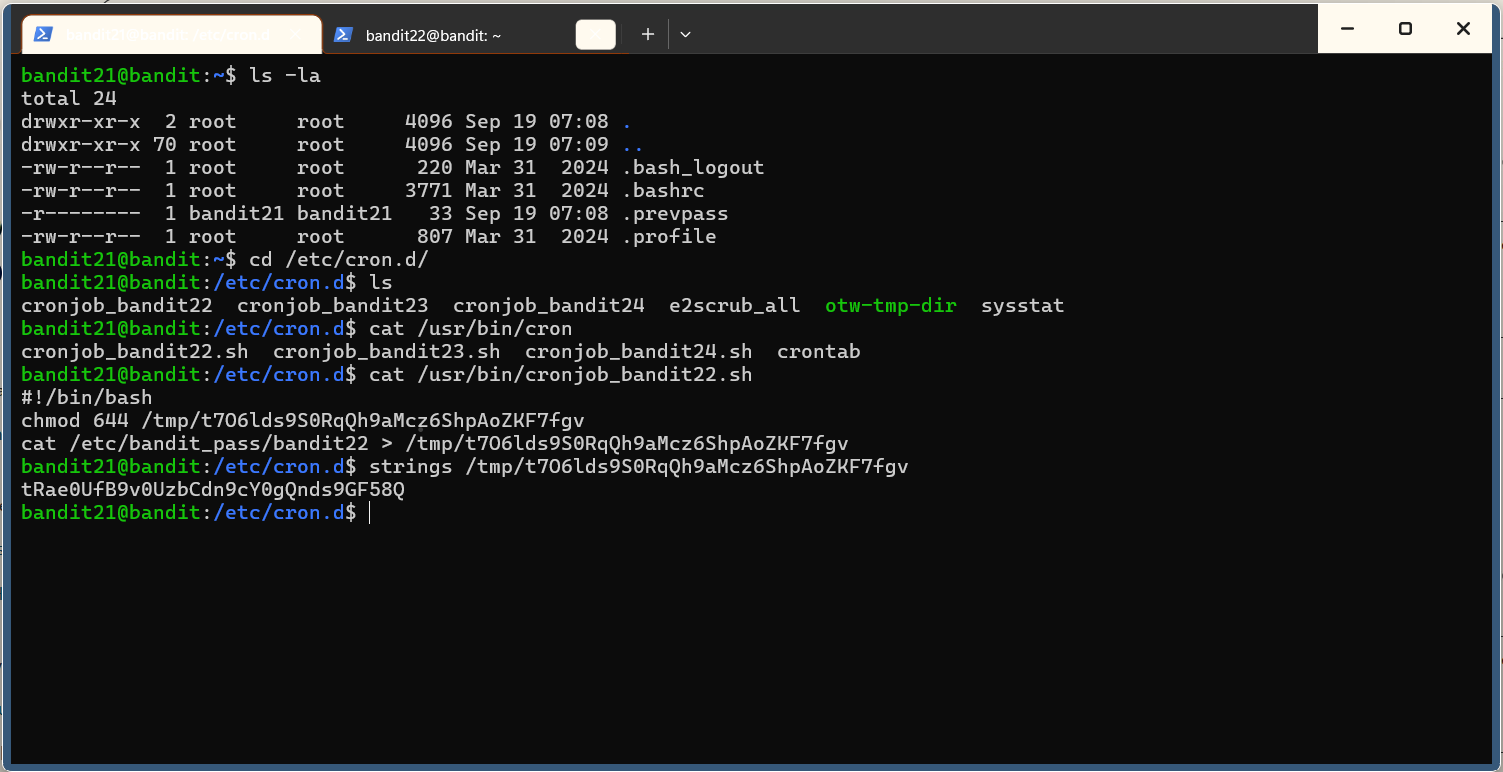 bandit21@bandit: /etc/cron.d
bandit22@bandit: ~
bandit21@bandit:~$ ls -la
total 24
drwxr-xr-x  2 root     root     4096 Sep 19 07:08 .
drwxr-xr-x 70 root     root     4096 Sep 19 07:09 ..
-rw-r--r--  1 root     root      220 Mar 31  2024 .bash_logout
-rw-r--r--  1 root     root     3771 Mar 31  2024 .bashrc
-r--------  1 bandit21 bandit21   33 Sep 19 07:08 .prevpass
-rw-r--r--  1 root     root      807 Mar 31  2024 .profile
bandit21@bandit:~$ cd /etc/cron.d/
bandit21@bandit:/etc/cron.d$ ls
cronjob_bandit22  cronjob_bandit23  cronjob_bandit24  e2scrub_all  otw-tmp-dir  sysstat
bandit21@bandit:/etc/cron.d$ cat /usr/bin/cron
cronjob_bandit22.sh  cronjob_bandit23.sh  cronjob_bandit24.sh  crontab
bandit21@bandit:/etc/cron.d$ cat /usr/bin/cronjob_bandit22.sh
#!/bin/bash
chmod 644 /tmp/t7O6lds9S0RqQh9aMcz6ShpAoZKF7fgv
cat /etc/bandit_pass/bandit22 > /tmp/t7O6lds9S0RqQh9aMcz6ShpAoZKF7fgv
bandit21@bandit:/etc/cron.d$ strings /tmp/t7O6lds9S0RqQh9aMcz6ShpAoZKF7fgv
tRae0UfB9v0UzbCdn9cY0gQnds9GF58Q
bandit21@bandit:/etc/cron.d$